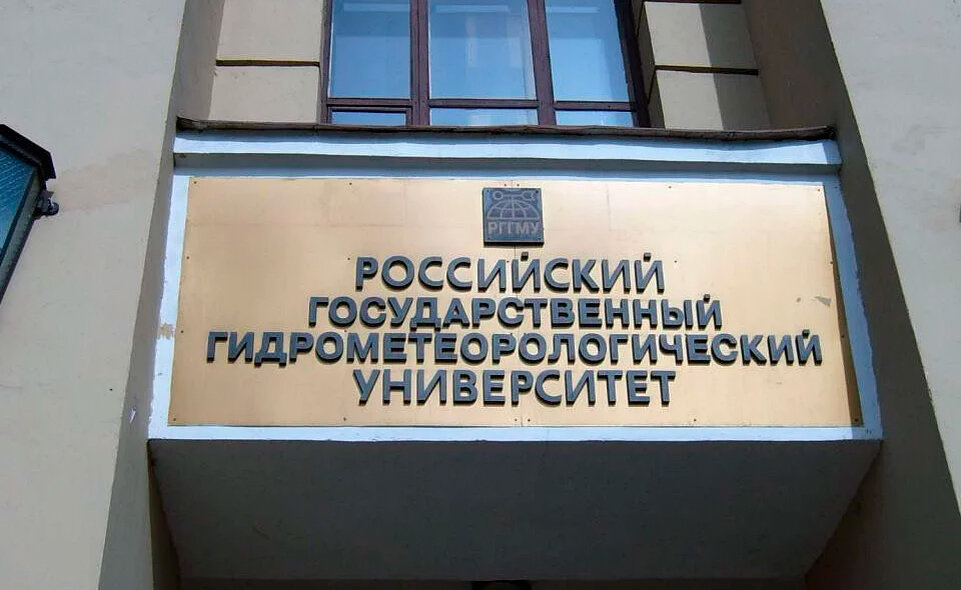 РГГМУ
РОССИЙСКИЙ
ГОСУДАРСТВЕННЫЙ
ГИДРОМЕТЕОРОЛОГИЧЕСКИЙ
УНИВЕРСИТЕТ